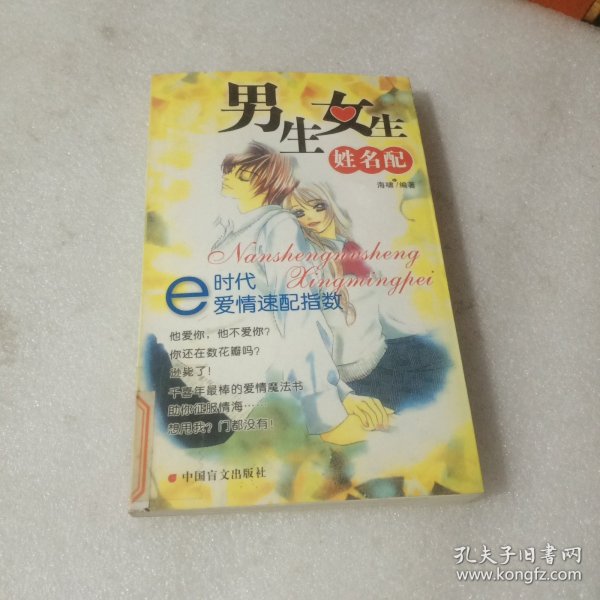 男生女生
姓名配
海啸/编著
Nanshengnvsheng
Xingmingpei
e时代
爱情速配指数
他爱你，他不爱你？
你还在数花瓣吗？
逊毙了！
千喜年最棒的爱情魔法书
助你征服情海……
想甩我？门都没有！
中国盲文出版社
孔夫子旧书网
www.kongfz.com